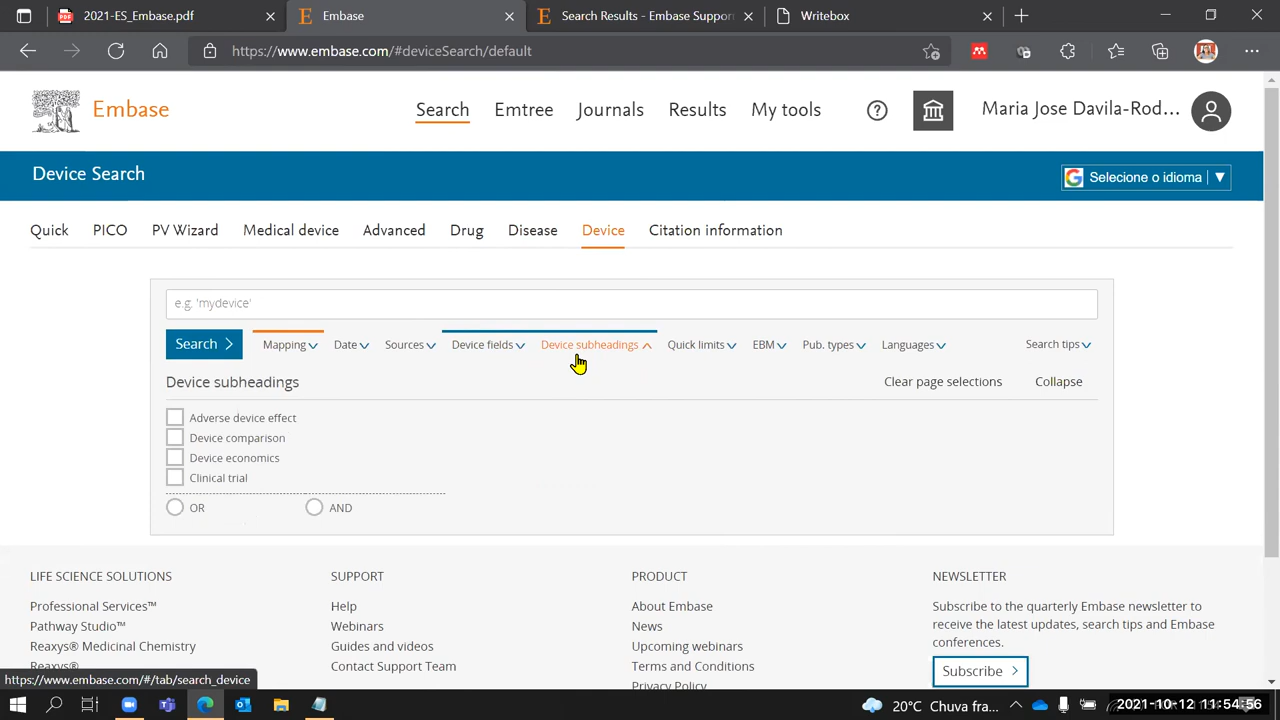 2021-ES_Embase.pdf
Embase
Search Results - Embase Suppor
Writebox
https://www.embase.com/#deviceSearch/default
Embase
Search Emtree Journals Results My tools
Maria Jose Davila-Rod...
Device Search
Selecione o idioma
Quick PICO PV Wizard Medical device Advanced Drug Disease Device Citation information
e.g. 'mydevice'
Search Mapping Date Sources Device fields Device subheadings Quick limits EBM Pub. types Languages Search tips
Device subheadings Clear page selections Collapse
Adverse device effect
Device comparison
Device economics
Clinical trial
OR AND
LIFE SCIENCE SOLUTIONS
Professional Services™
Pathway Studio™
Reaxys® Medicinal Chemistry
Reaxys®
SUPPORT
Help
Webinars
Guides and videos
Contact Support Team
PRODUCT
About Embase
News
Upcoming webinars
Terms and Conditions
Privacy Policy
NEWSLETTER
Subscribe to the quarterly Embase newsletter to
receive the latest updates, search tips and Embase
conferences.
Subscribe
https://www.embase.com/#/tab/search_device
20°C Chuva fra...
2021-10-12 11:54:56